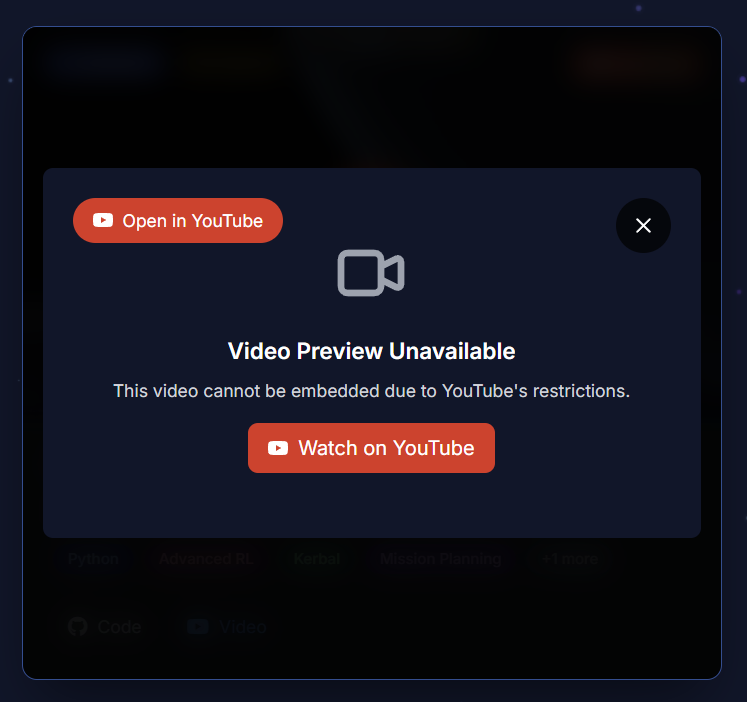 Open in YouTube
Video Preview Unavailable
This video cannot be embedded due to YouTube's restrictions.
Watch on YouTube
Python Advanced RL Kerbal Mission Planning +1 more
Code Video